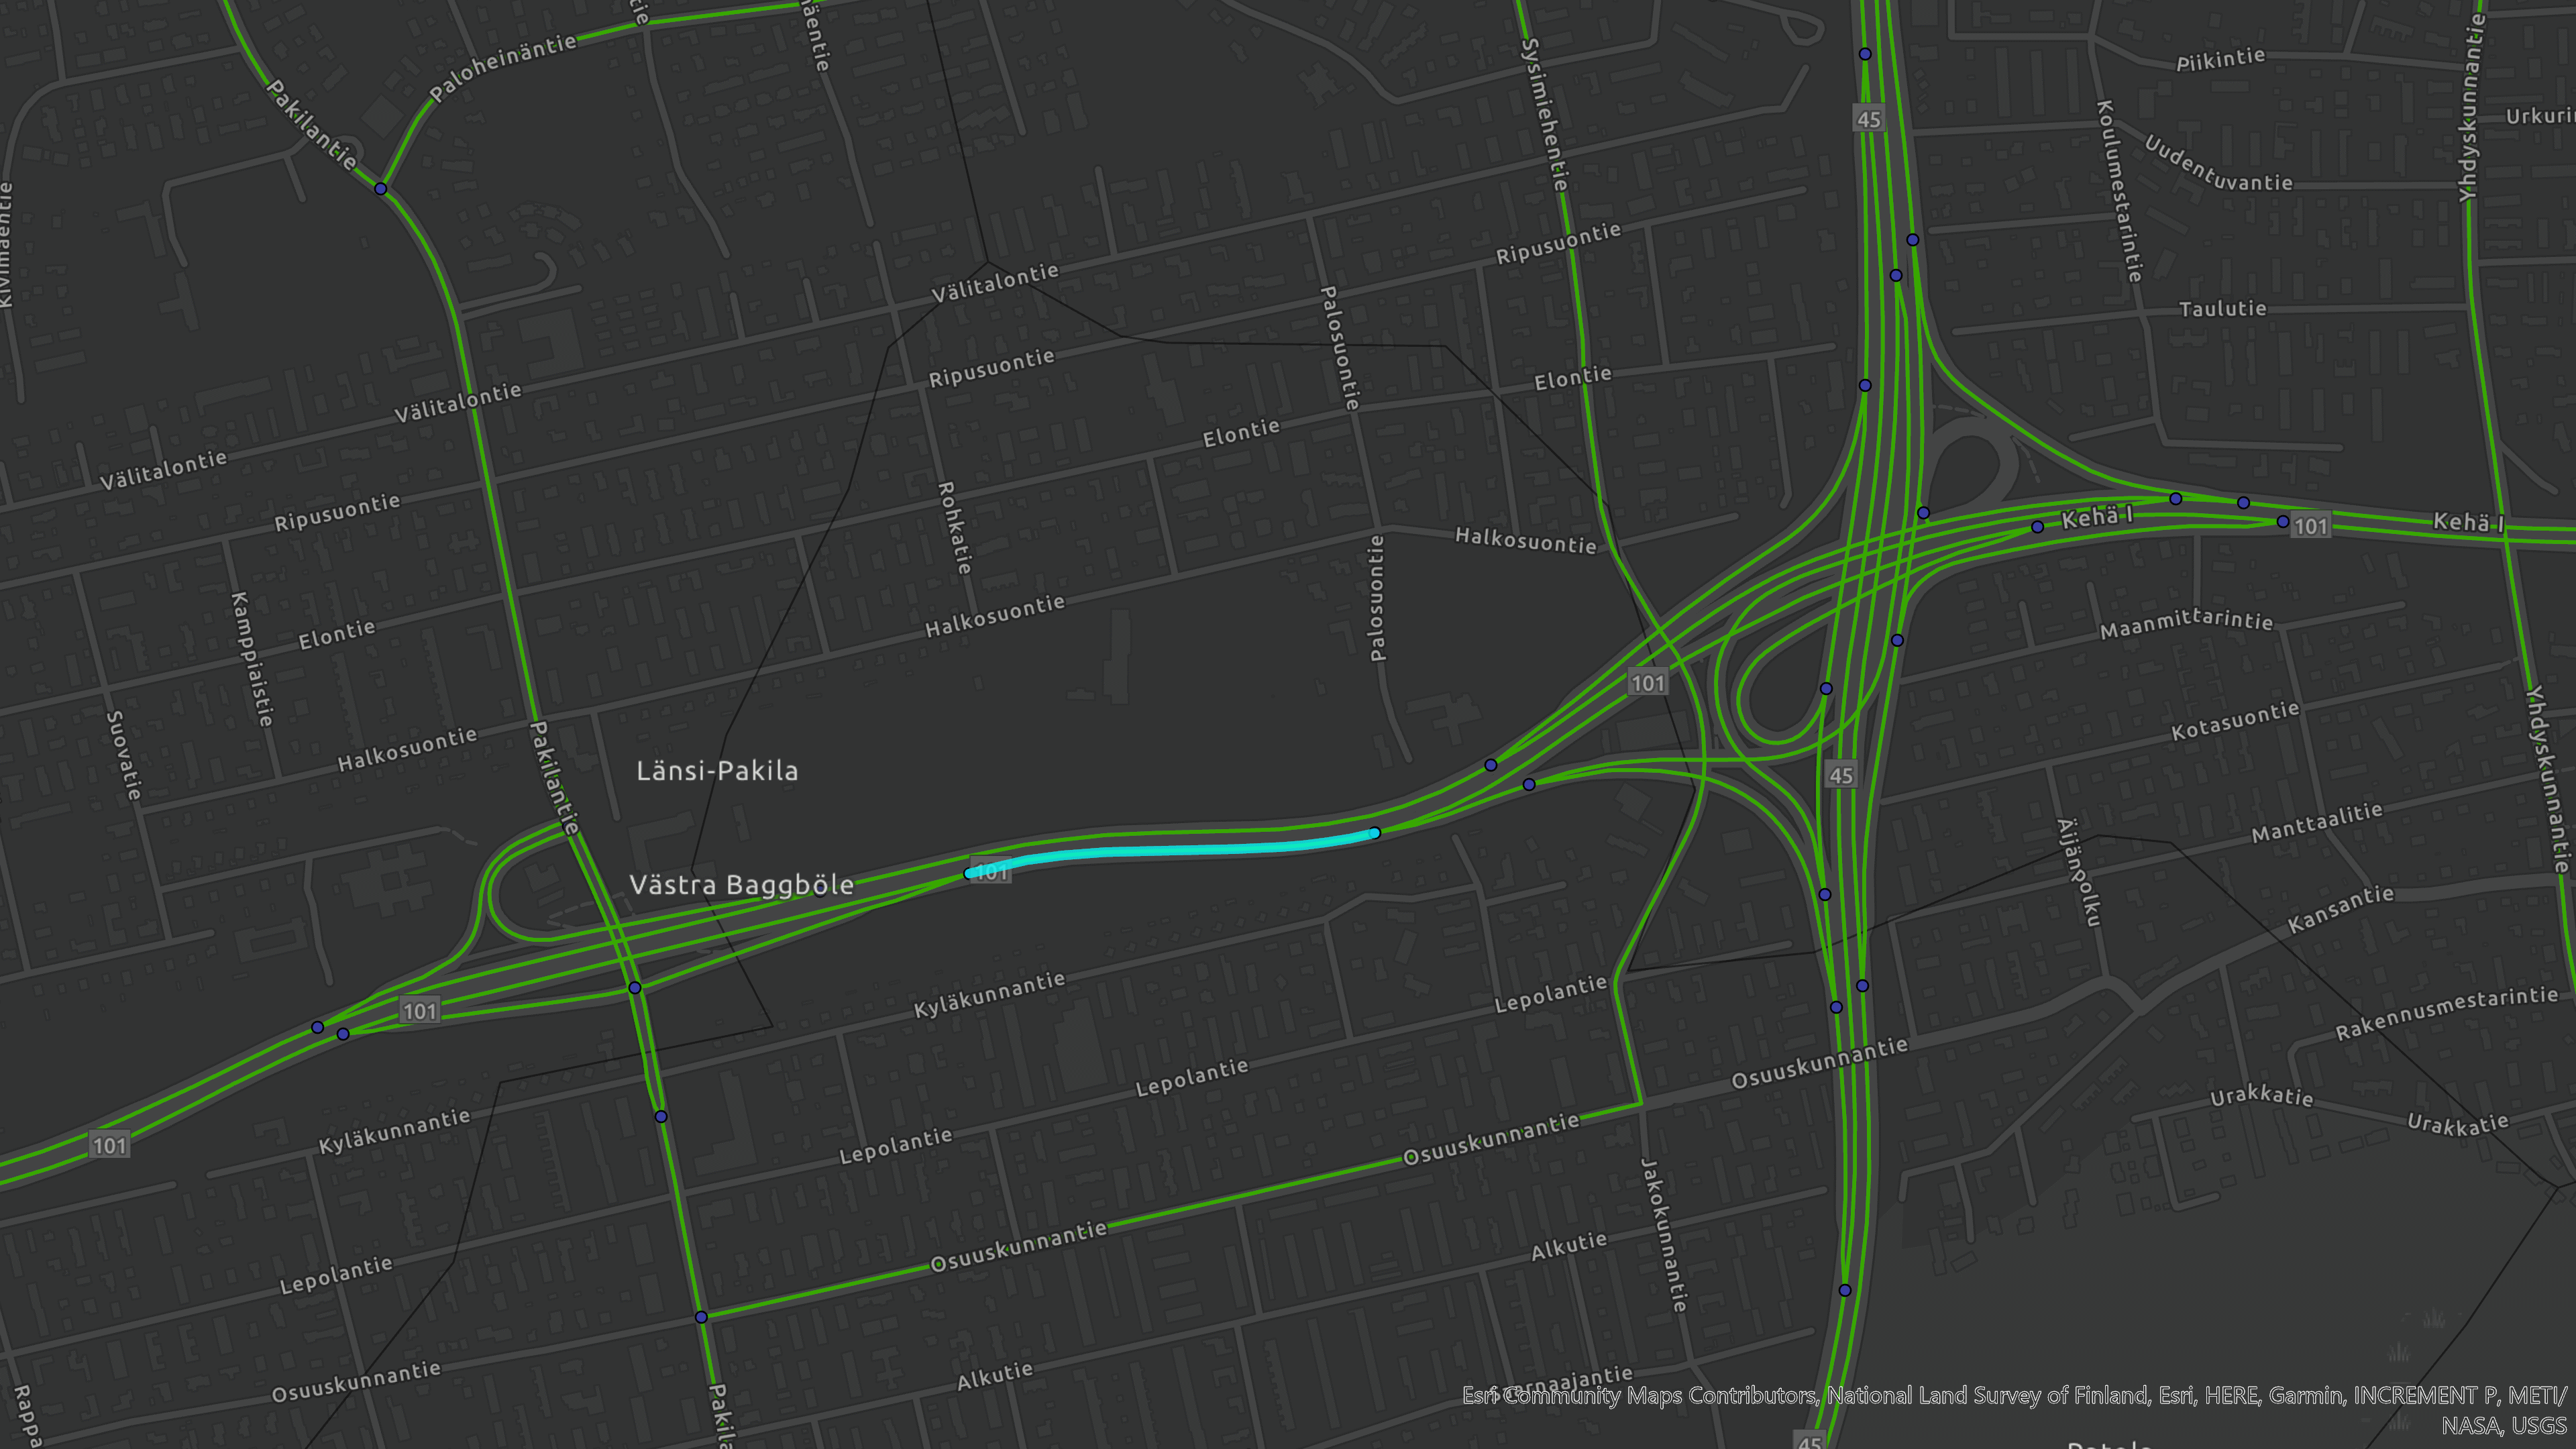 Paloheinäntie
Pakilantie
Sysimiehentie
45
Piikintie
Koulumestarintie
Uudentuvantie
Yhdyskunnantie
Kivimäentie
Välitalontie
Ripusuontie
Palosuontie
Taulutie
Välitalontie
Ripusuontie
Elontie
Elontie
Välitalontie
Ripusuontie
Rohkatie
Halkosuontie
Palosuontie
Kehä I
101
Kehä I
Kamppiaistie
Elontie
Halkosuontie
Maanmittarintie
101
Suovatie
Halkosuontie
Pakilantie
Länsi-Pakila
45
Kotasuontie
Yhdyskunnantie
Västra Baggböle
101
Äijänpolku
Manttaalitie
Kansantie
101
Kyläkunnantie
Lepolantie
Rakennusmestarintie
Osuuskunnantie
101
Kyläkunnantie
Lepolantie
Lepolantie
Osuuskunnantie
Urakkatie
Urakkatie
Jakokunnantie
Lepolantie
Osuuskunnantie
Alkutie
Osuuskunnantie
Alkutie
Esri Community Maps Contributors, National Land Survey of Finland, Esri, HERE, Garmin, INCREMENT P, METI/
NASA, USGS
45